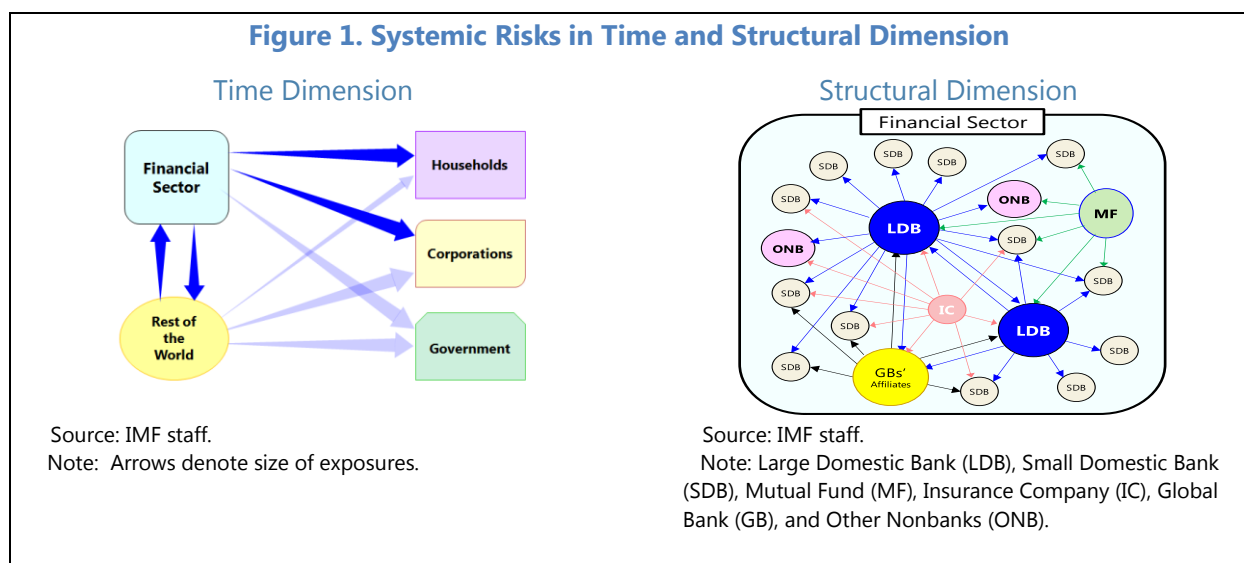 Figure 1. Systemic Risks in Time and Structural Dimension
Time Dimension
Financial
Sector
Rest of
the
World
Households
Corporations
Government
Source: IMF staff.
Note: Arrows denote size of exposures.
Structural Dimension
Financial Sector
SDB
SDB
SDB
SDB
SDB
ONB
MF
LDB
SDB
ONB
SDB
SDB
IC
SDB
LDB
SDB
SDB
GBs'
Affiliates
SDB
SDB
Source: IMF staff.
Note: Large Domestic Bank (LDB), Small Domestic Bank
(SDB), Mutual Fund (MF), Insurance Company (IC), Global
Bank (GB), and Other Nonbanks (ONB).